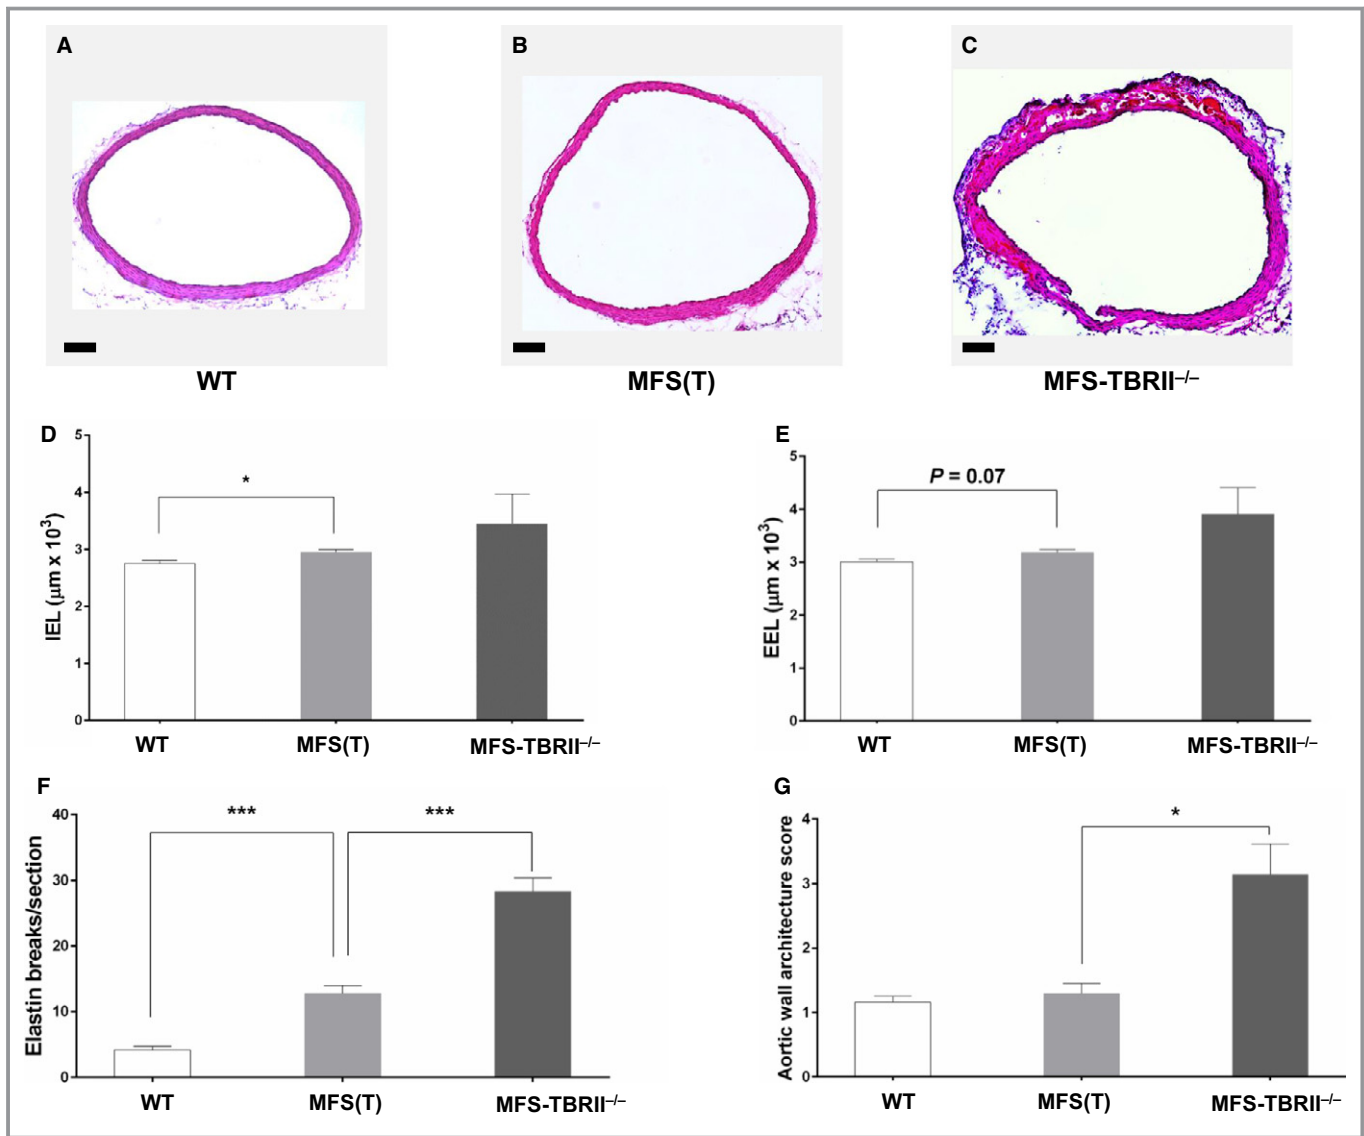 A
B
C
WT
MFS(T)
MFS-TBRII–/–
D
5
4
3
2
1
0
IEL (µm x 10³)
*
WT
MFS(T)
MFS-TBRII–/–
E
5
4
3
2
1
0
EEL (µm x 10³)
P = 0.07
WT
MFS(T)
MFS-TBRII–/–
F
40
30
20
10
0
Elastin breaks/section
***
***
WT
MFS(T)
MFS-TBRII–/–
G
4
3
2
1
0
Aortic wall architecture score
*
WT
MFS(T)
MFS-TBRII–/–